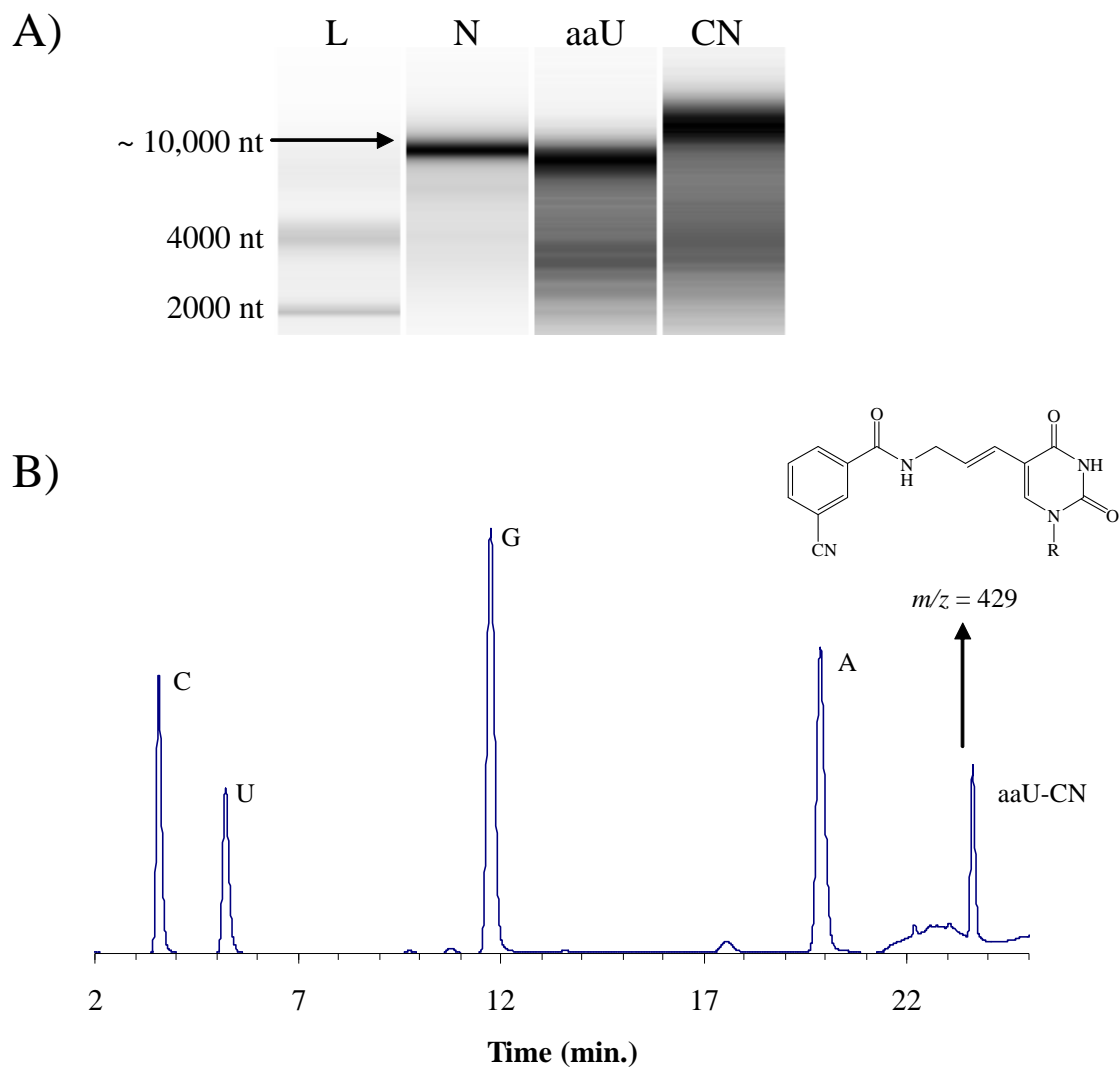 A)
L N aaU CN
~ 10,000 nt
4000 nt
2000 nt
B)
O
N
H
O
NH
O
N
R
CN
m/z = 429
G
C
A
U
aaU-CN
2 7 12 17 22
Time (min.)